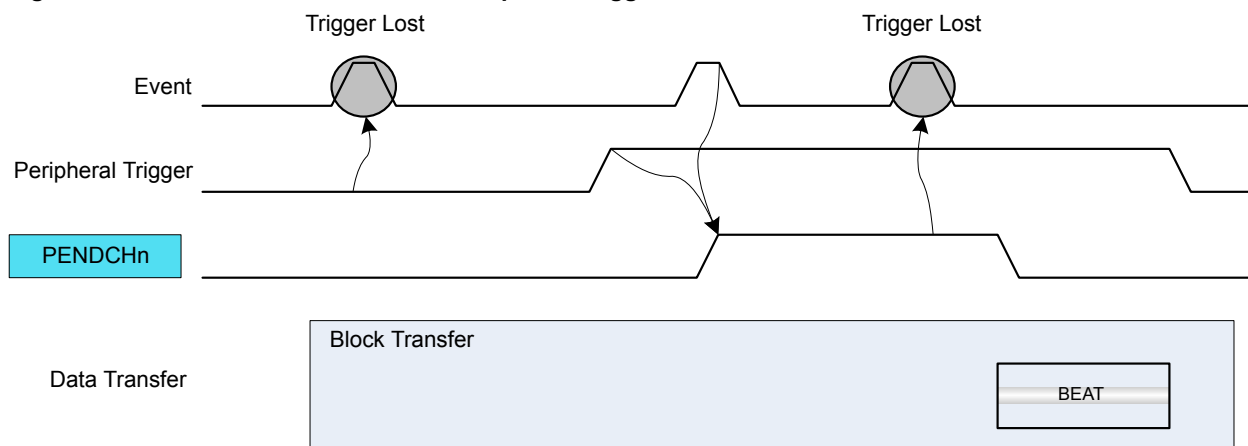 Trigger Lost
Trigger Lost
Event
Peripheral Trigger
PENDCHn
Block Transfer
Data Transfer
BEAT